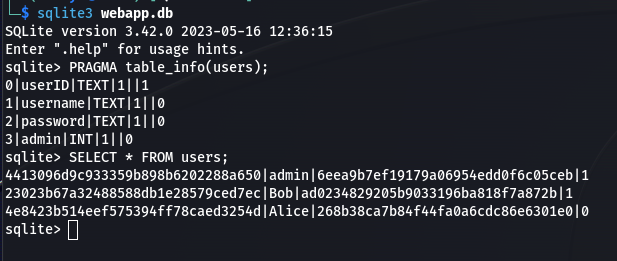 └─$ sqlite3 webapp.db
SQLite version 3.42.0 2023-05-16 12:36:15
Enter ".help" for usage hints.
sqlite> PRAGMA table_info(users);
0|userID|TEXT|1||1
1|username|TEXT|1||0
2|password|TEXT|1||0
3|admin|INT|1||0
sqlite> SELECT * FROM users;
4413096d9c933359b898b6202288a650|admin|6eea9b7ef19179a06954edd0f6c05ceb|1
23023b67a32488588db1e28579ced7ec|Bob|ad0234829205b9033196ba818f7a872b|1
4e8423b514eef575394ff78caed3254d|Alice|268b38ca7b84f44fa0a6cdc86e6301e0|0
sqlite>